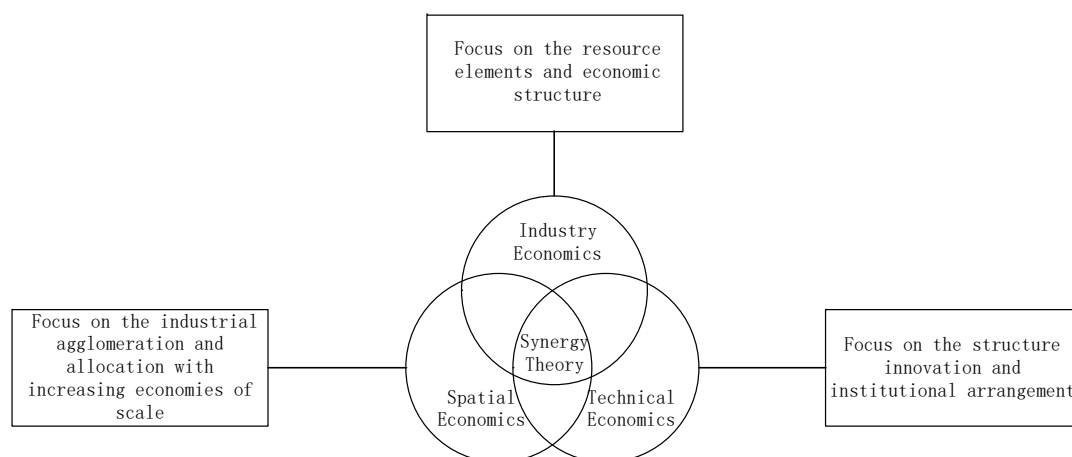 Focus on the resource
elements and economic
structure
Industry
Economics
Focus on the industrial
agglomeration and
allocation with
increasing economies of
scale
Synergy
Theory
Focus on the structure
innovation and
institutional arrangement
Spatial
Economics
Technical
Economics